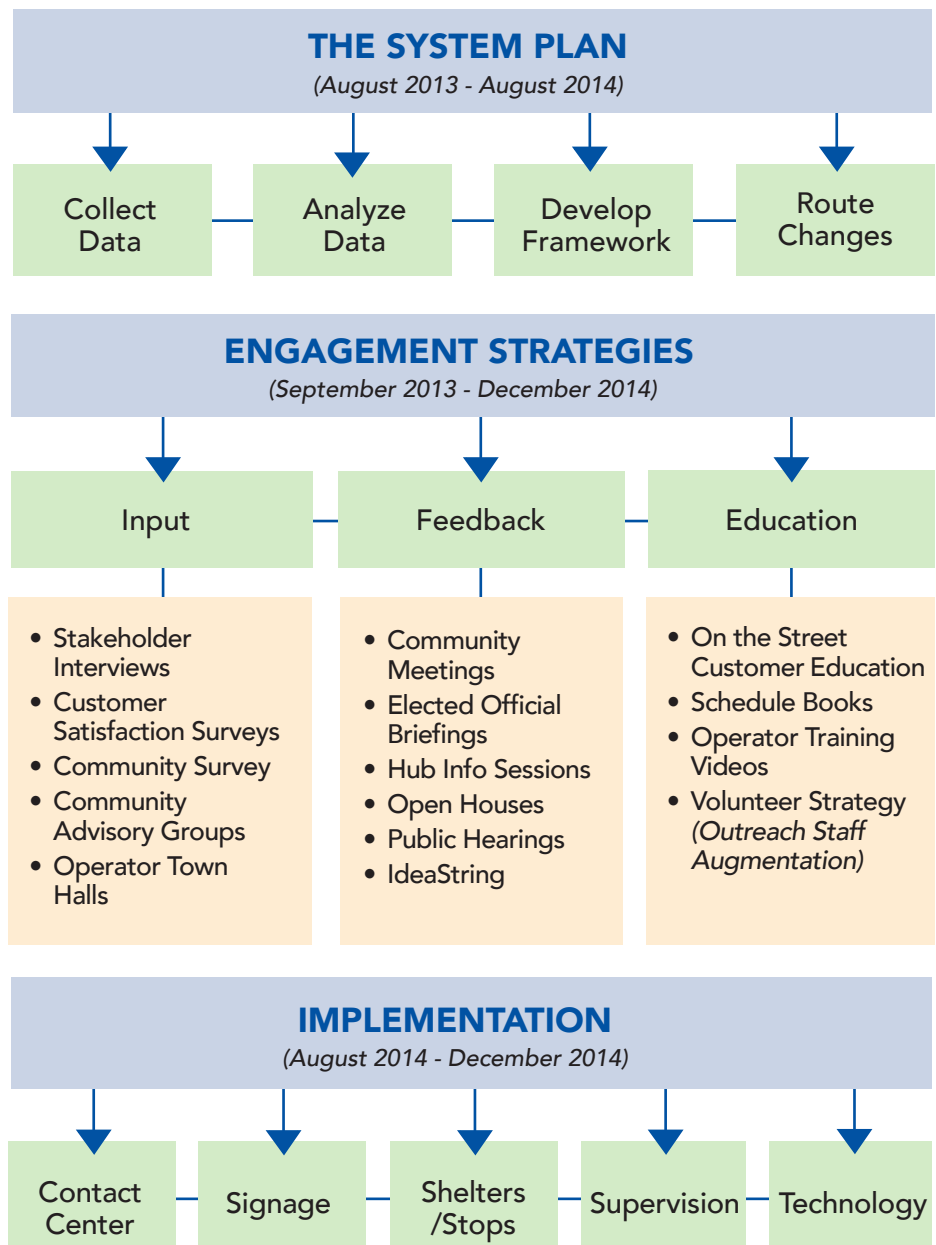 THE SYSTEM PLAN
(August 2013 - August 2014)
Collect
Data
Analyze
Data
Develop
Framework
Route
Changes
ENGAGEMENT STRATEGIES
(September 2013 - December 2014)
Input
Feedback
Education
• Stakeholder
Interviews
• Customer
Satisfaction Surveys
• Community Survey
• Community
Advisory Groups
• Operator Town
Halls
• Community
Meetings
• Elected Official
Briefings
• Hub Info Sessions
• Open Houses
• Public Hearings
• IdeaString
• On the Street
Customer Education
• Schedule Books
• Operator Training
Videos
• Volunteer Strategy
(Outreach Staff
Augmentation)
IMPLEMENTATION
(August 2014 - December 2014)
Contact
Center
Signage
Shelters
/Stops
Supervision
Technology